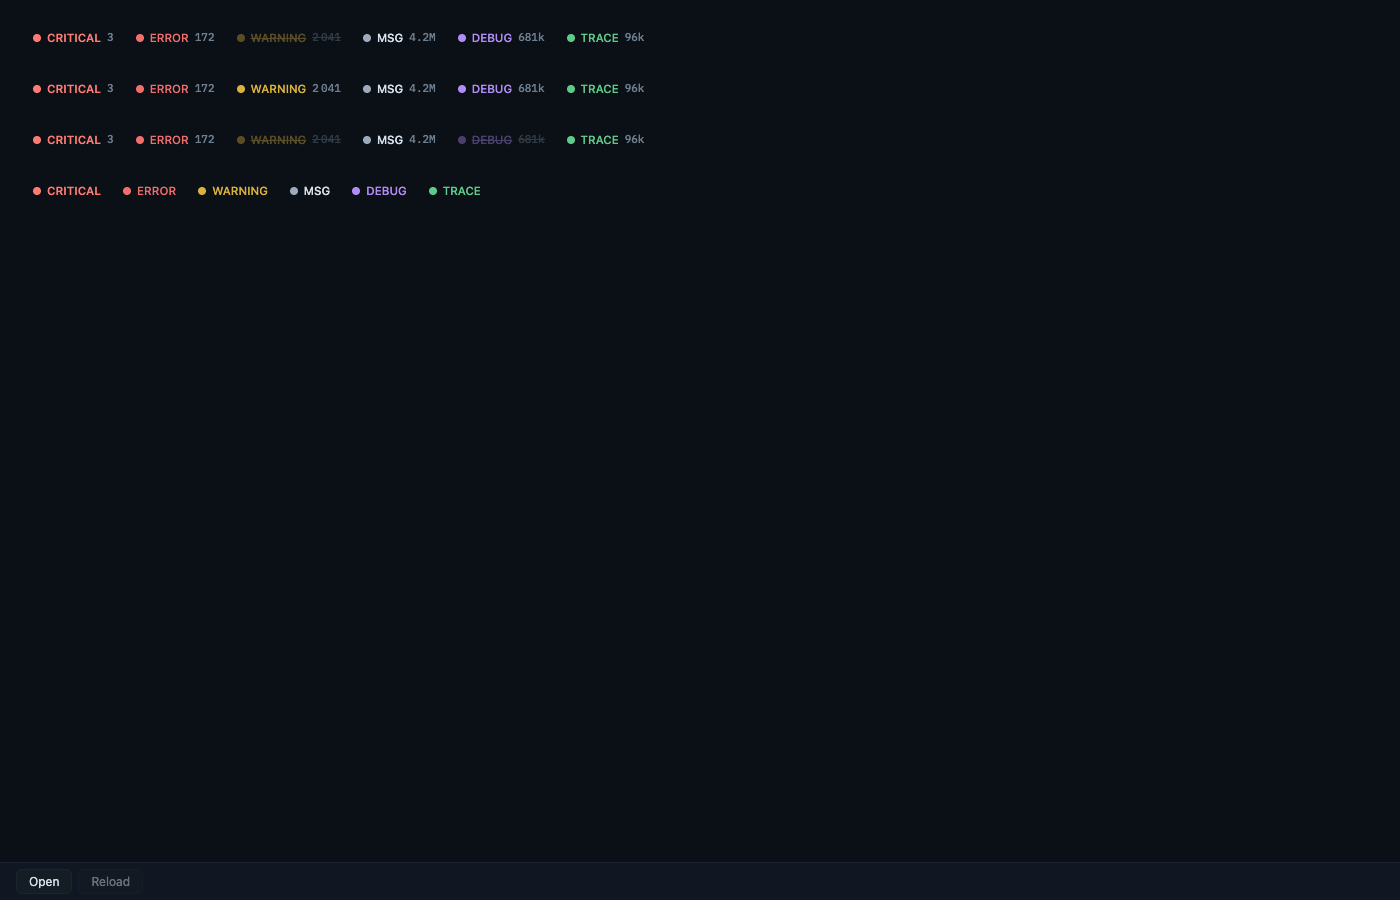 CRITICAL 3 ERROR 172 WARNING 2 041 MSG 4.2M DEBUG 681k TRACE 96k
CRITICAL 3 ERROR 172 WARNING 2 041 MSG 4.2M DEBUG 681k TRACE 96k
CRITICAL 3 ERROR 172 WARNING 2 041 MSG 4.2M DEBUG 681k TRACE 96k
CRITICAL ERROR WARNING MSG DEBUG TRACE
Open Reload